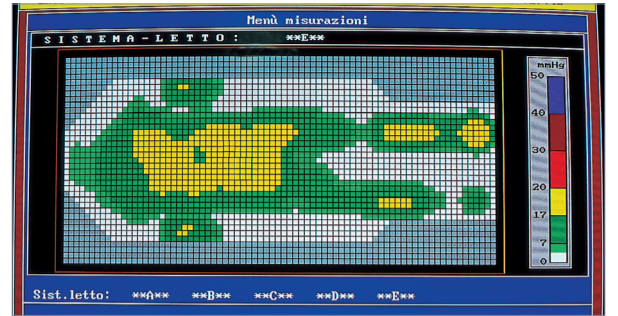 Menù misurazioni
SISTEMA-LETTO: **E**
mmHg
50
40
30
20
17
7
0
Sist.letto: **A** **B** **C** **D** **E**